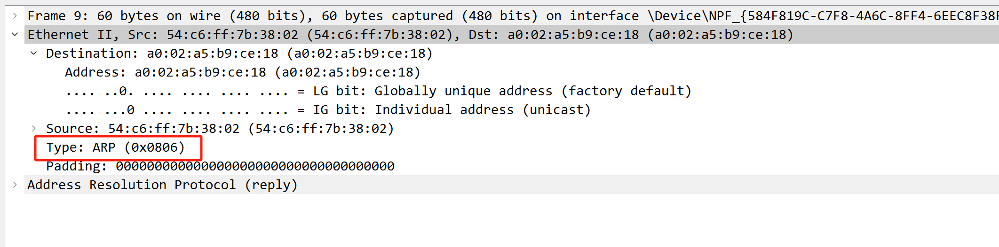 Frame 9: 60 bytes on wire (480 bits), 60 bytes captured (480 bits) on interface \Device\NPF_{584F819C-C7F8-4A6C-8FF4-6EEC8F38F
Ethernet II, Src: 54:c6:ff:7b:38:02 (54:c6:ff:7b:38:02), Dst: a0:02:a5:b9:ce:18 (a0:02:a5:b9:ce:18)
Destination: a0:02:a5:b9:ce:18 (a0:02:a5:b9:ce:18)
Address: a0:02:a5:b9:ce:18 (a0:02:a5:b9:ce:18)
.... ..0. .... .... .... .... = LG bit: Globally unique address (factory default)
.... ...0 .... .... .... .... = IG bit: Individual address (unicast)
Source: 54:c6:ff:7b:38:02 (54:c6:ff:7b:38:02)
Type: ARP (0x0806)
Padding: 000000000000000000000000000000000000
Address Resolution Protocol (reply)